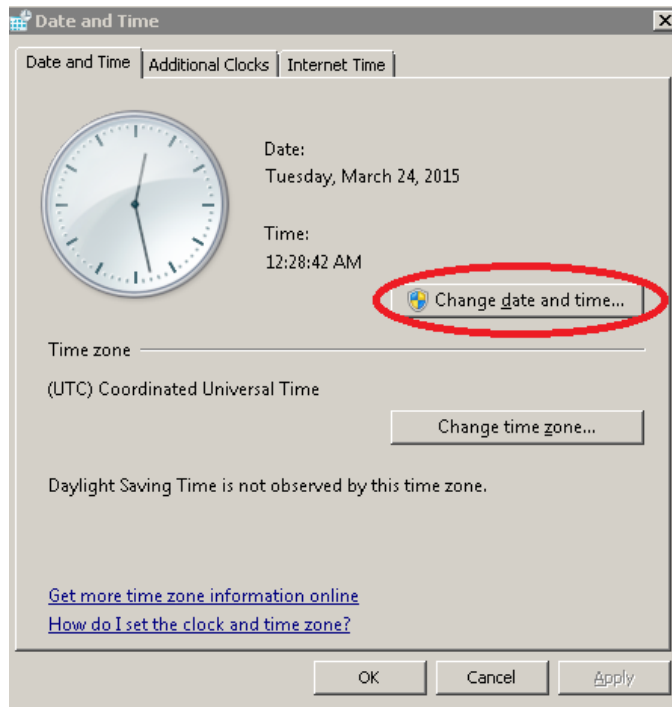 Date and Time
Date and Time Additional Clocks Internet Time
Date:
Tuesday, March 24, 2015
Time:
12:28:42 AM
Change date and time...
Time zone
(UTC) Coordinated Universal Time
Change time zone...
Daylight Saving Time is not observed by this time zone.
Get more time zone information online
How do I set the clock and time zone?
OK Cancel Apply